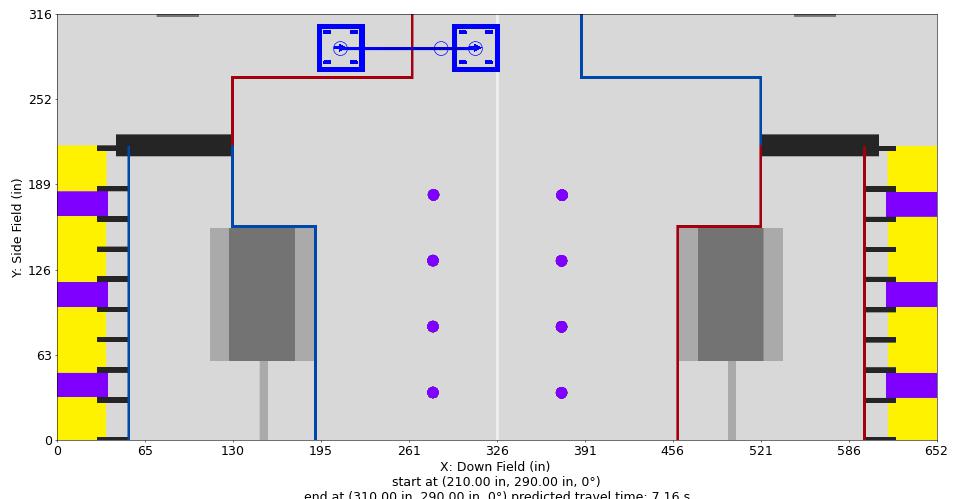 316
252
189
126
63
0
Y: Side Field (in)
0 65 130 195 261 326 391 456 521 586 652
X: Down Field (in)
start at (210.00 in, 290.00 in, 0°)
end at (310.00 in, 290.00 in, 0°) predicted travel time: 7.16 s